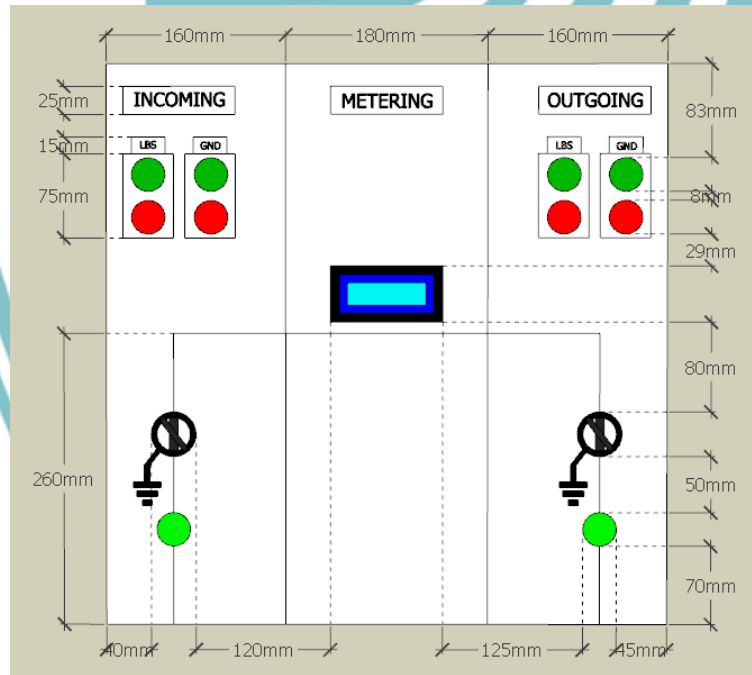 160mm 180mm 160mm
25mm INCOMING METERING OUTGOING 83mm
15mm LBS GND LBS GND
75mm 8mm
29mm
80mm
260mm 50mm
70mm
40mm 120mm 125mm 45mm